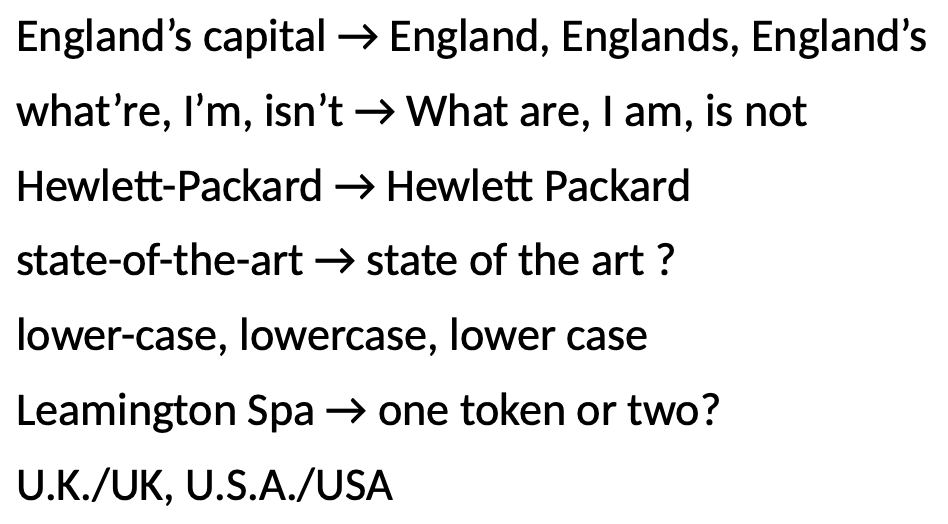 England’s capital → England, Englands, England’s
what’re, I’m, isn’t → What are, I am, is not
Hewlett-Packard → Hewlett Packard
state-of-the-art → state of the art ?
lower-case, lowercase, lower case
Leamington Spa → one token or two?
U.K./UK, U.S.A./USA